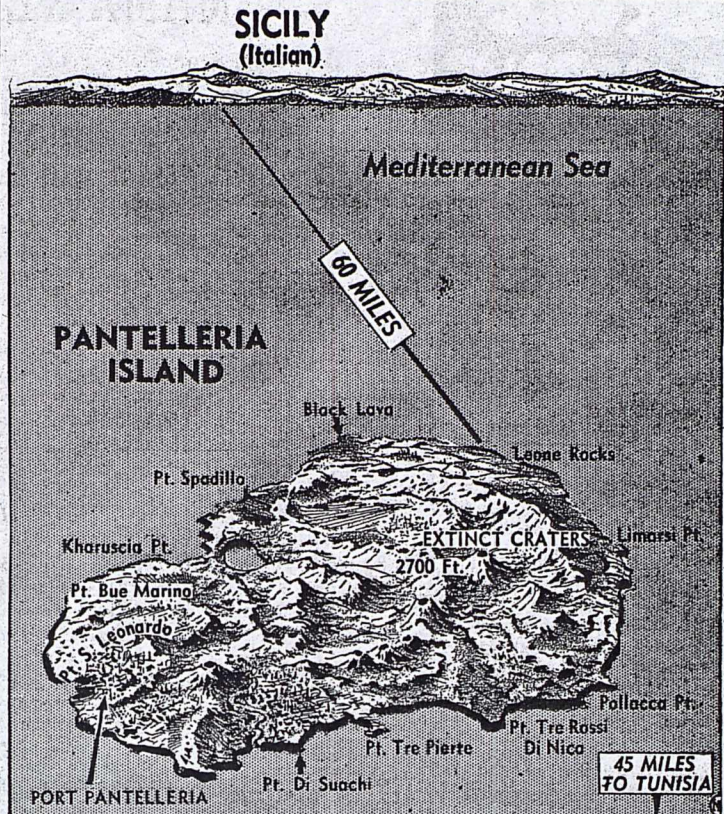 SICILY
(Italian)
Mediterranean Sea
60 MILES
PANTELLERIA
ISLAND
Black Lava
Leone Rocks
Pt. Spadillo
EXTINCT CRATERS
Limarsi Pt.
Kharuscia Pt.
2700 Ft.
Pt. Bue Marino
Pt. S. Leonardo
Pollacca Pt.
Pt. Tre Rossi
Di Nica
Pt. Tre Pierte
45 MILES
TO TUNISIA
Pt. Di Suachi
PORT PANTELLERIA